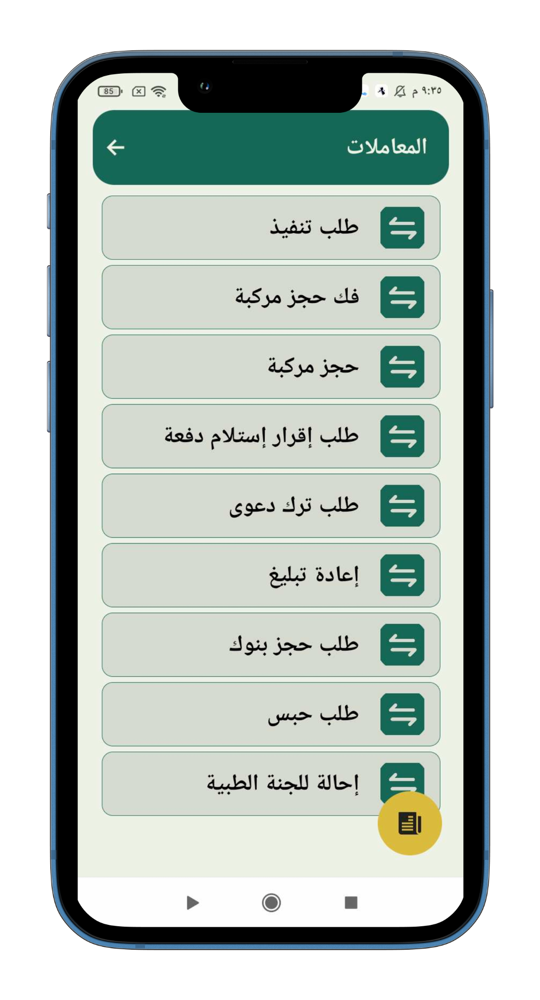 ٩:٣٥ م
85
المعاملات
طلب تنفيذ
فك حجز مركبة
حجز مركبة
طلب إقرار إستلام دفعة
طلب ترك دعوى
إعادة تبليغ
طلب حجز بنوك
طلب حبس
إحالة للجنة الطبية